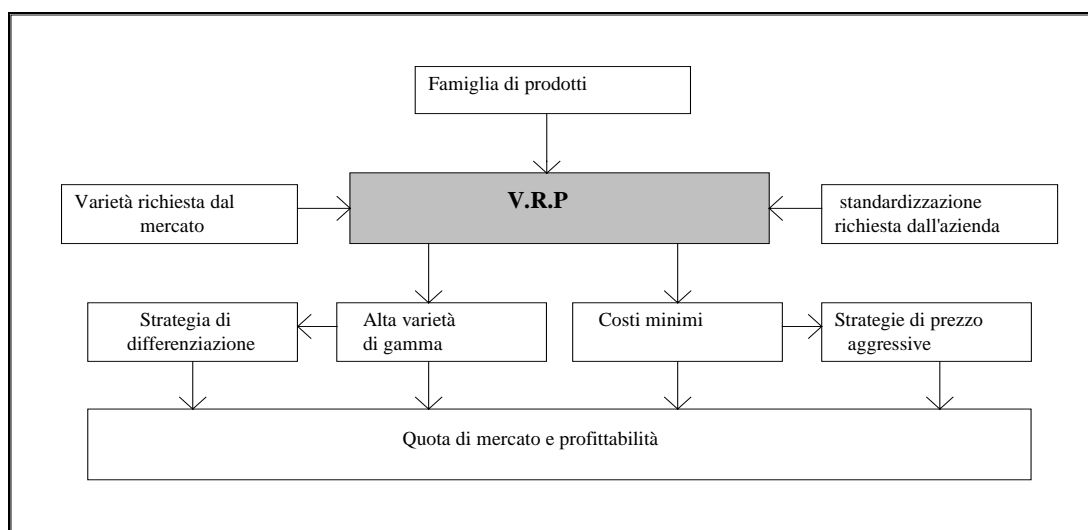 Famiglia di prodotti
Varietà richiesta dal
mercato
V.R.P
standardizzazione
richiesta dall'azienda
Strategia di
differenziazione
Alta varietà
di gamma
Costi minimi
Strategie di prezzo
aggressive
Quota di mercato e profittabilità